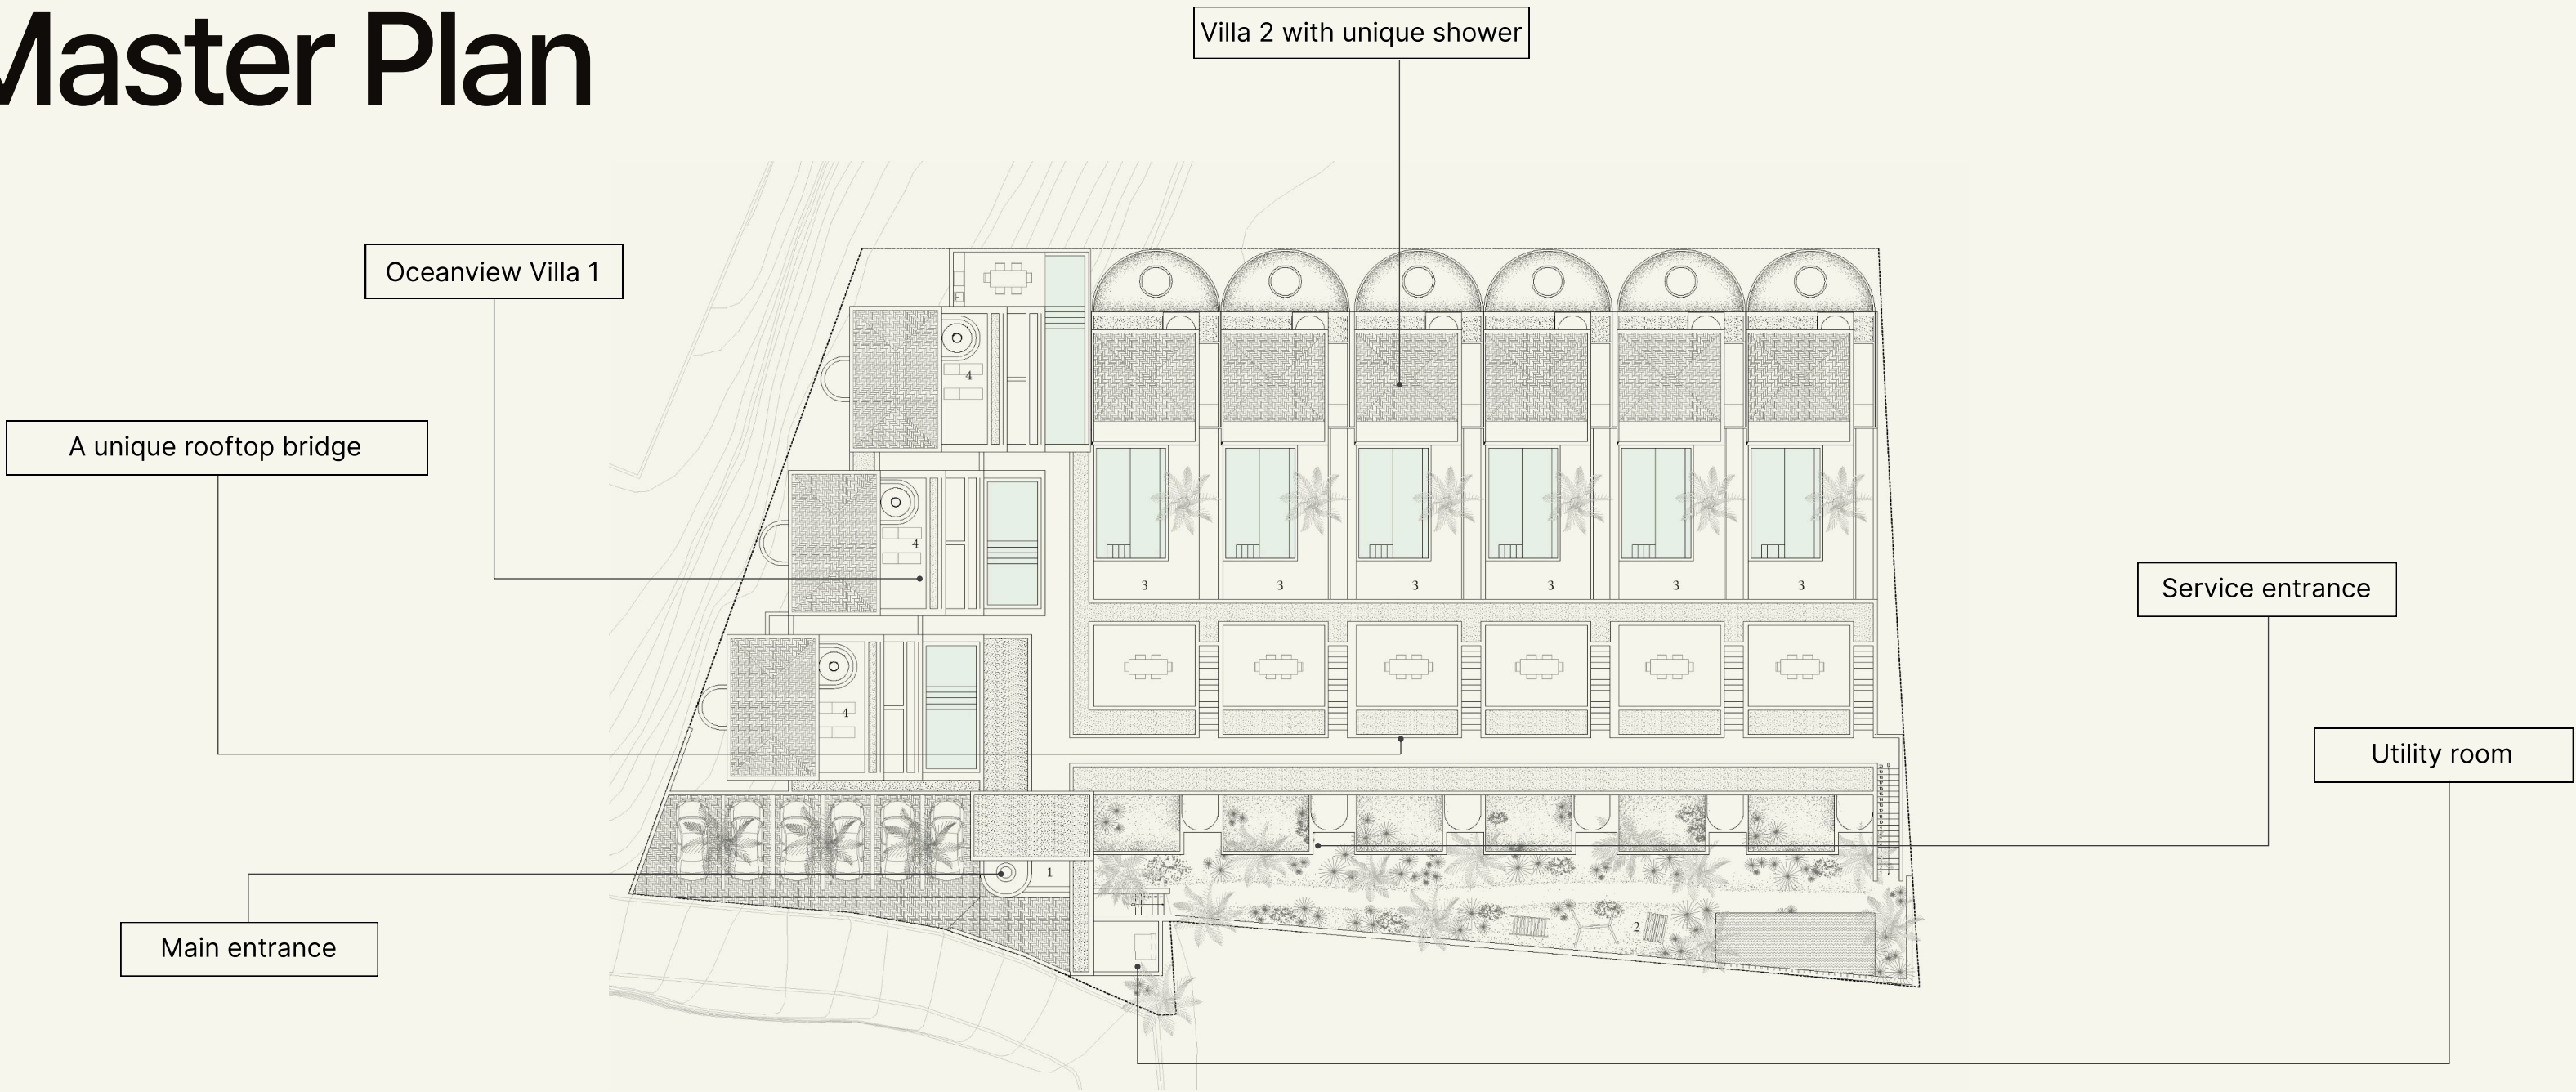 Master Plan
Villa 2 with unique shower
Oceanview Villa 1
4
A unique rooftop bridge
4
3 3 3 3 3 3
Service entrance
4
Utility room
1
Main entrance
2